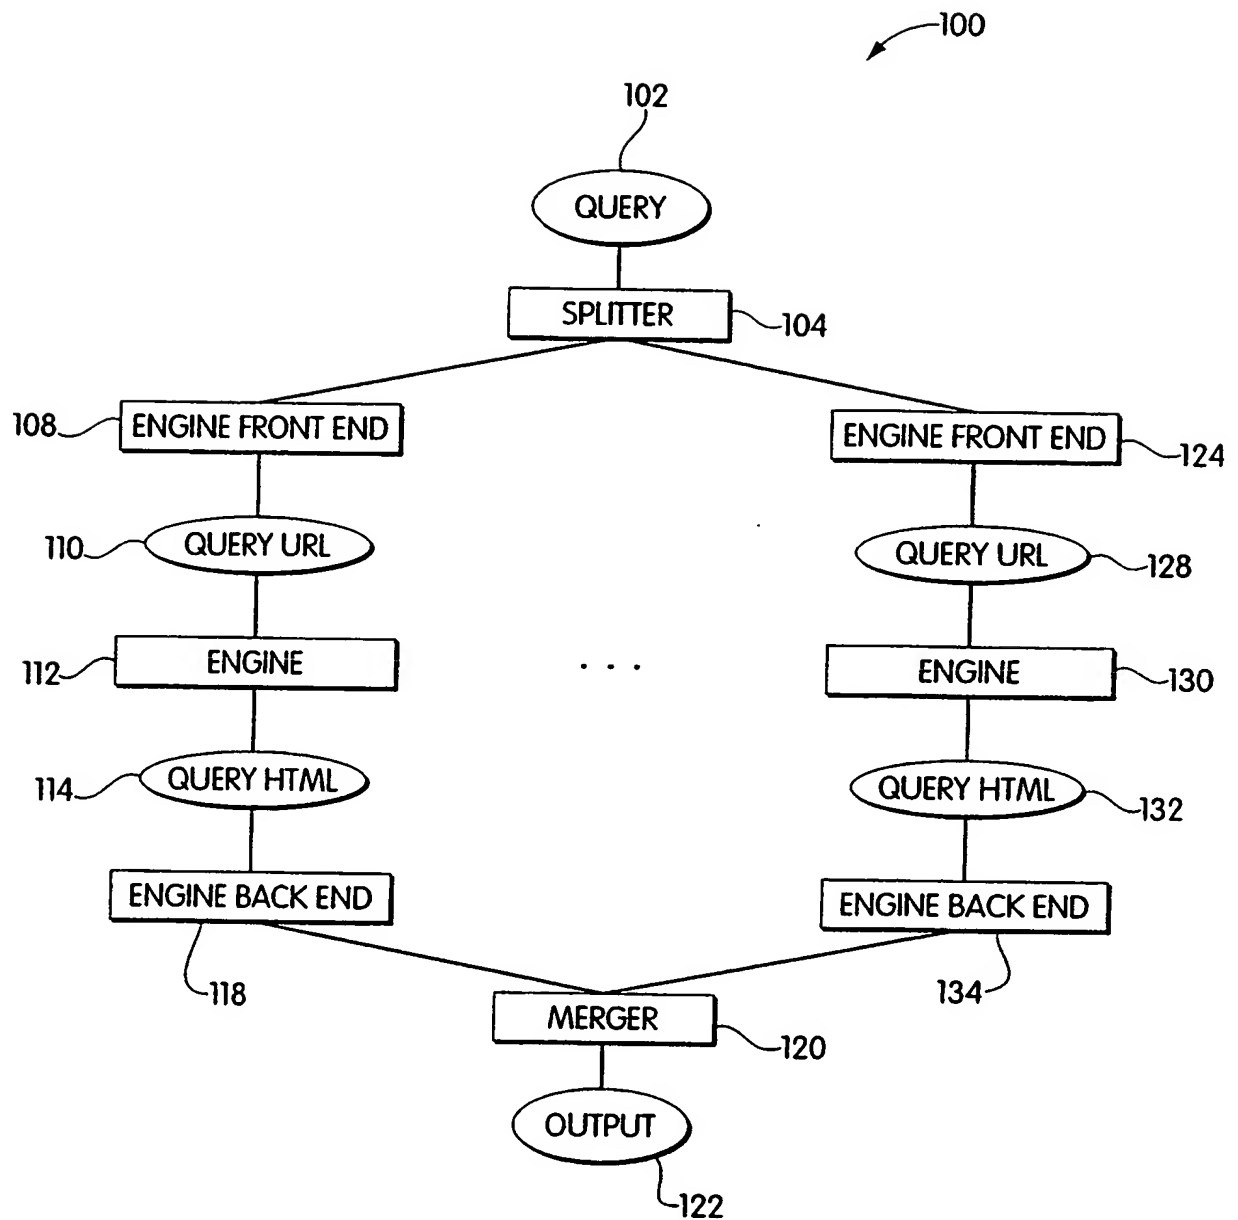 100
102
QUERY
SPLITTER
104
108
ENGINE FRONT END
ENGINE FRONT END
124
110
QUERY URL
QUERY URL
128
112
ENGINE
. . .
ENGINE
130
114
QUERY HTML
QUERY HTML
132
ENGINE BACK END
ENGINE BACK END
118
134
MERGER
120
OUTPUT
122